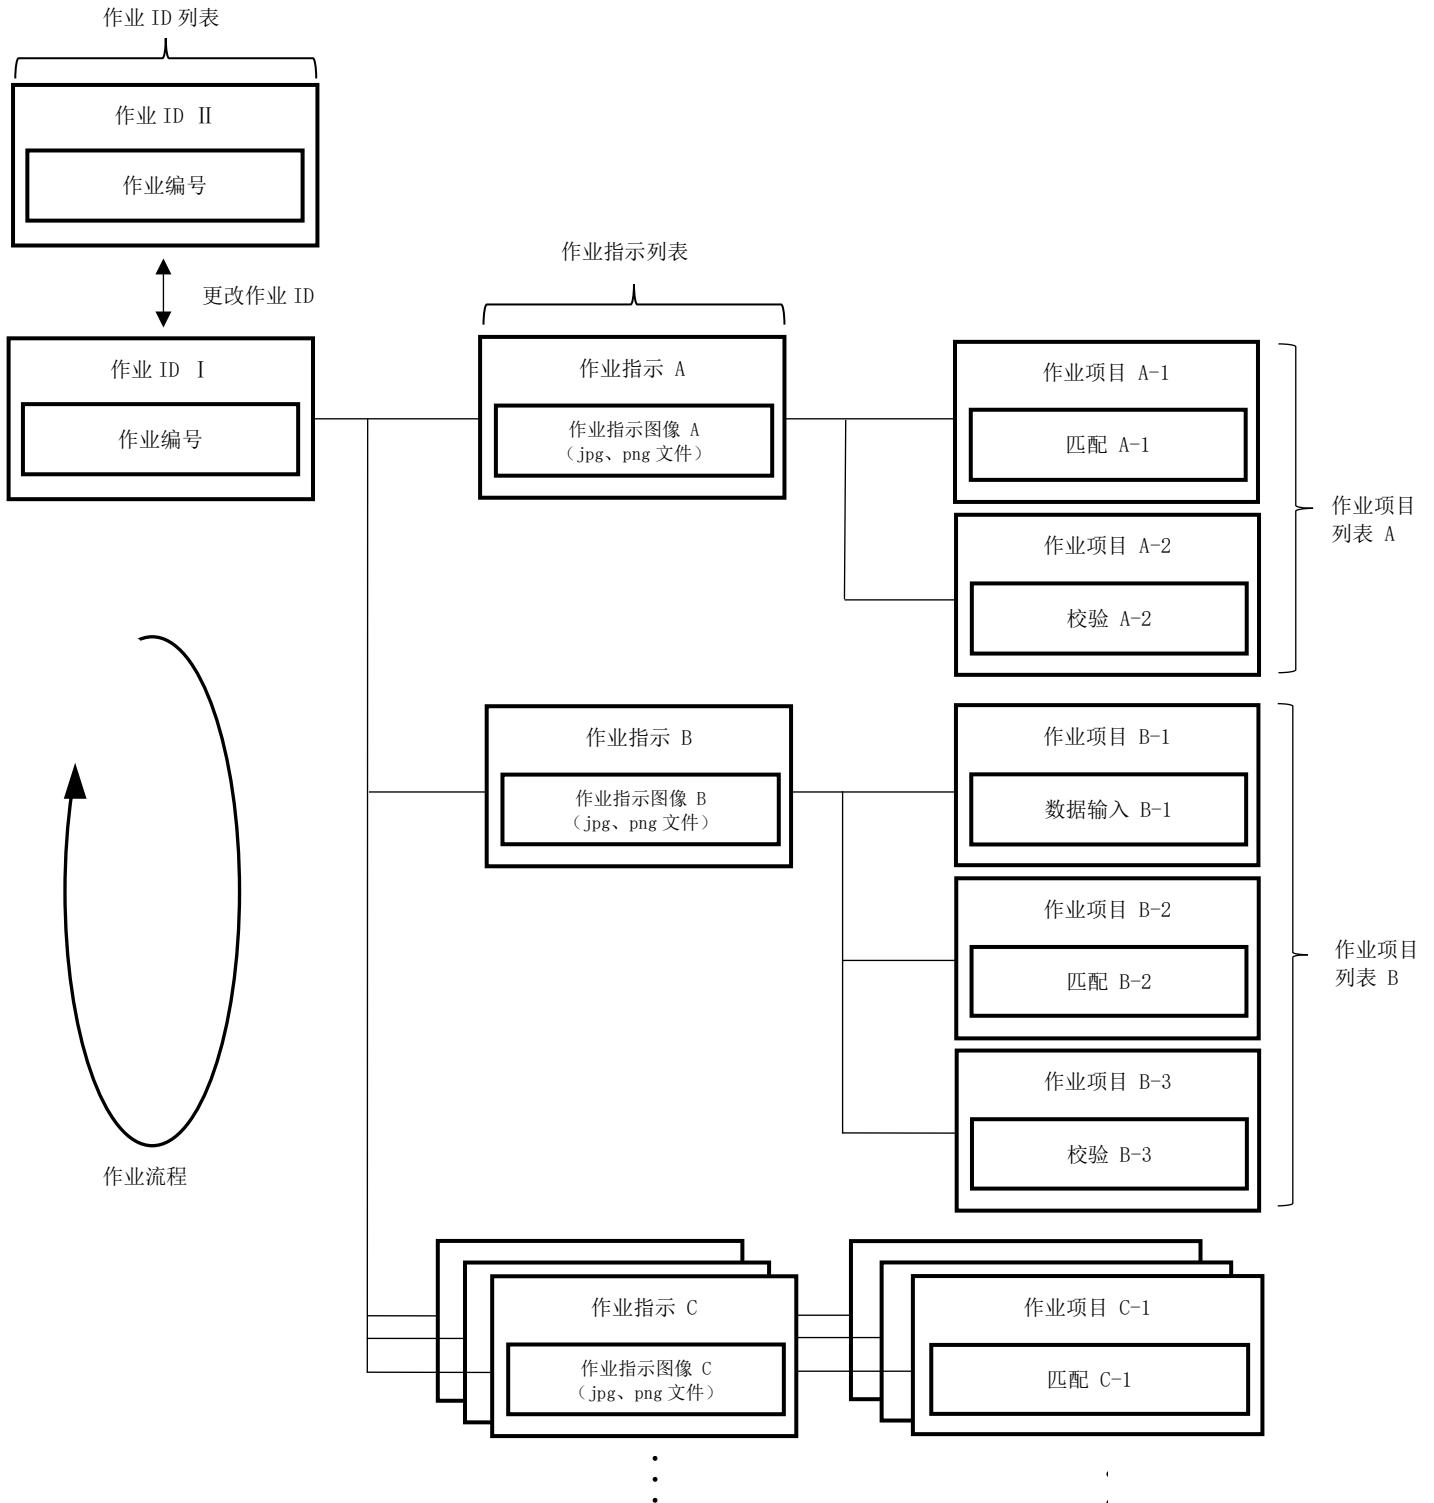 作业 ID 列表
作业 ID Ⅱ
作业编号
更改作业 ID
作业 ID Ⅰ
作业编号
作业流程
作业指示列表
作业指示 A
作业指示图像 A
（jpg、png 文件）
作业项目 A-1
匹配 A-1
作业项目 A-2
校验 A-2
作业项目
列表 A
作业指示 B
作业指示图像 B
（jpg、png 文件）
作业项目 B-1
数据输入 B-1
作业项目 B-2
匹配 B-2
作业项目 B-3
校验 B-3
作业项目
列表 B
作业指示 C
作业指示图像 C
（jpg、png 文件）
作业项目 C-1
匹配 C-1